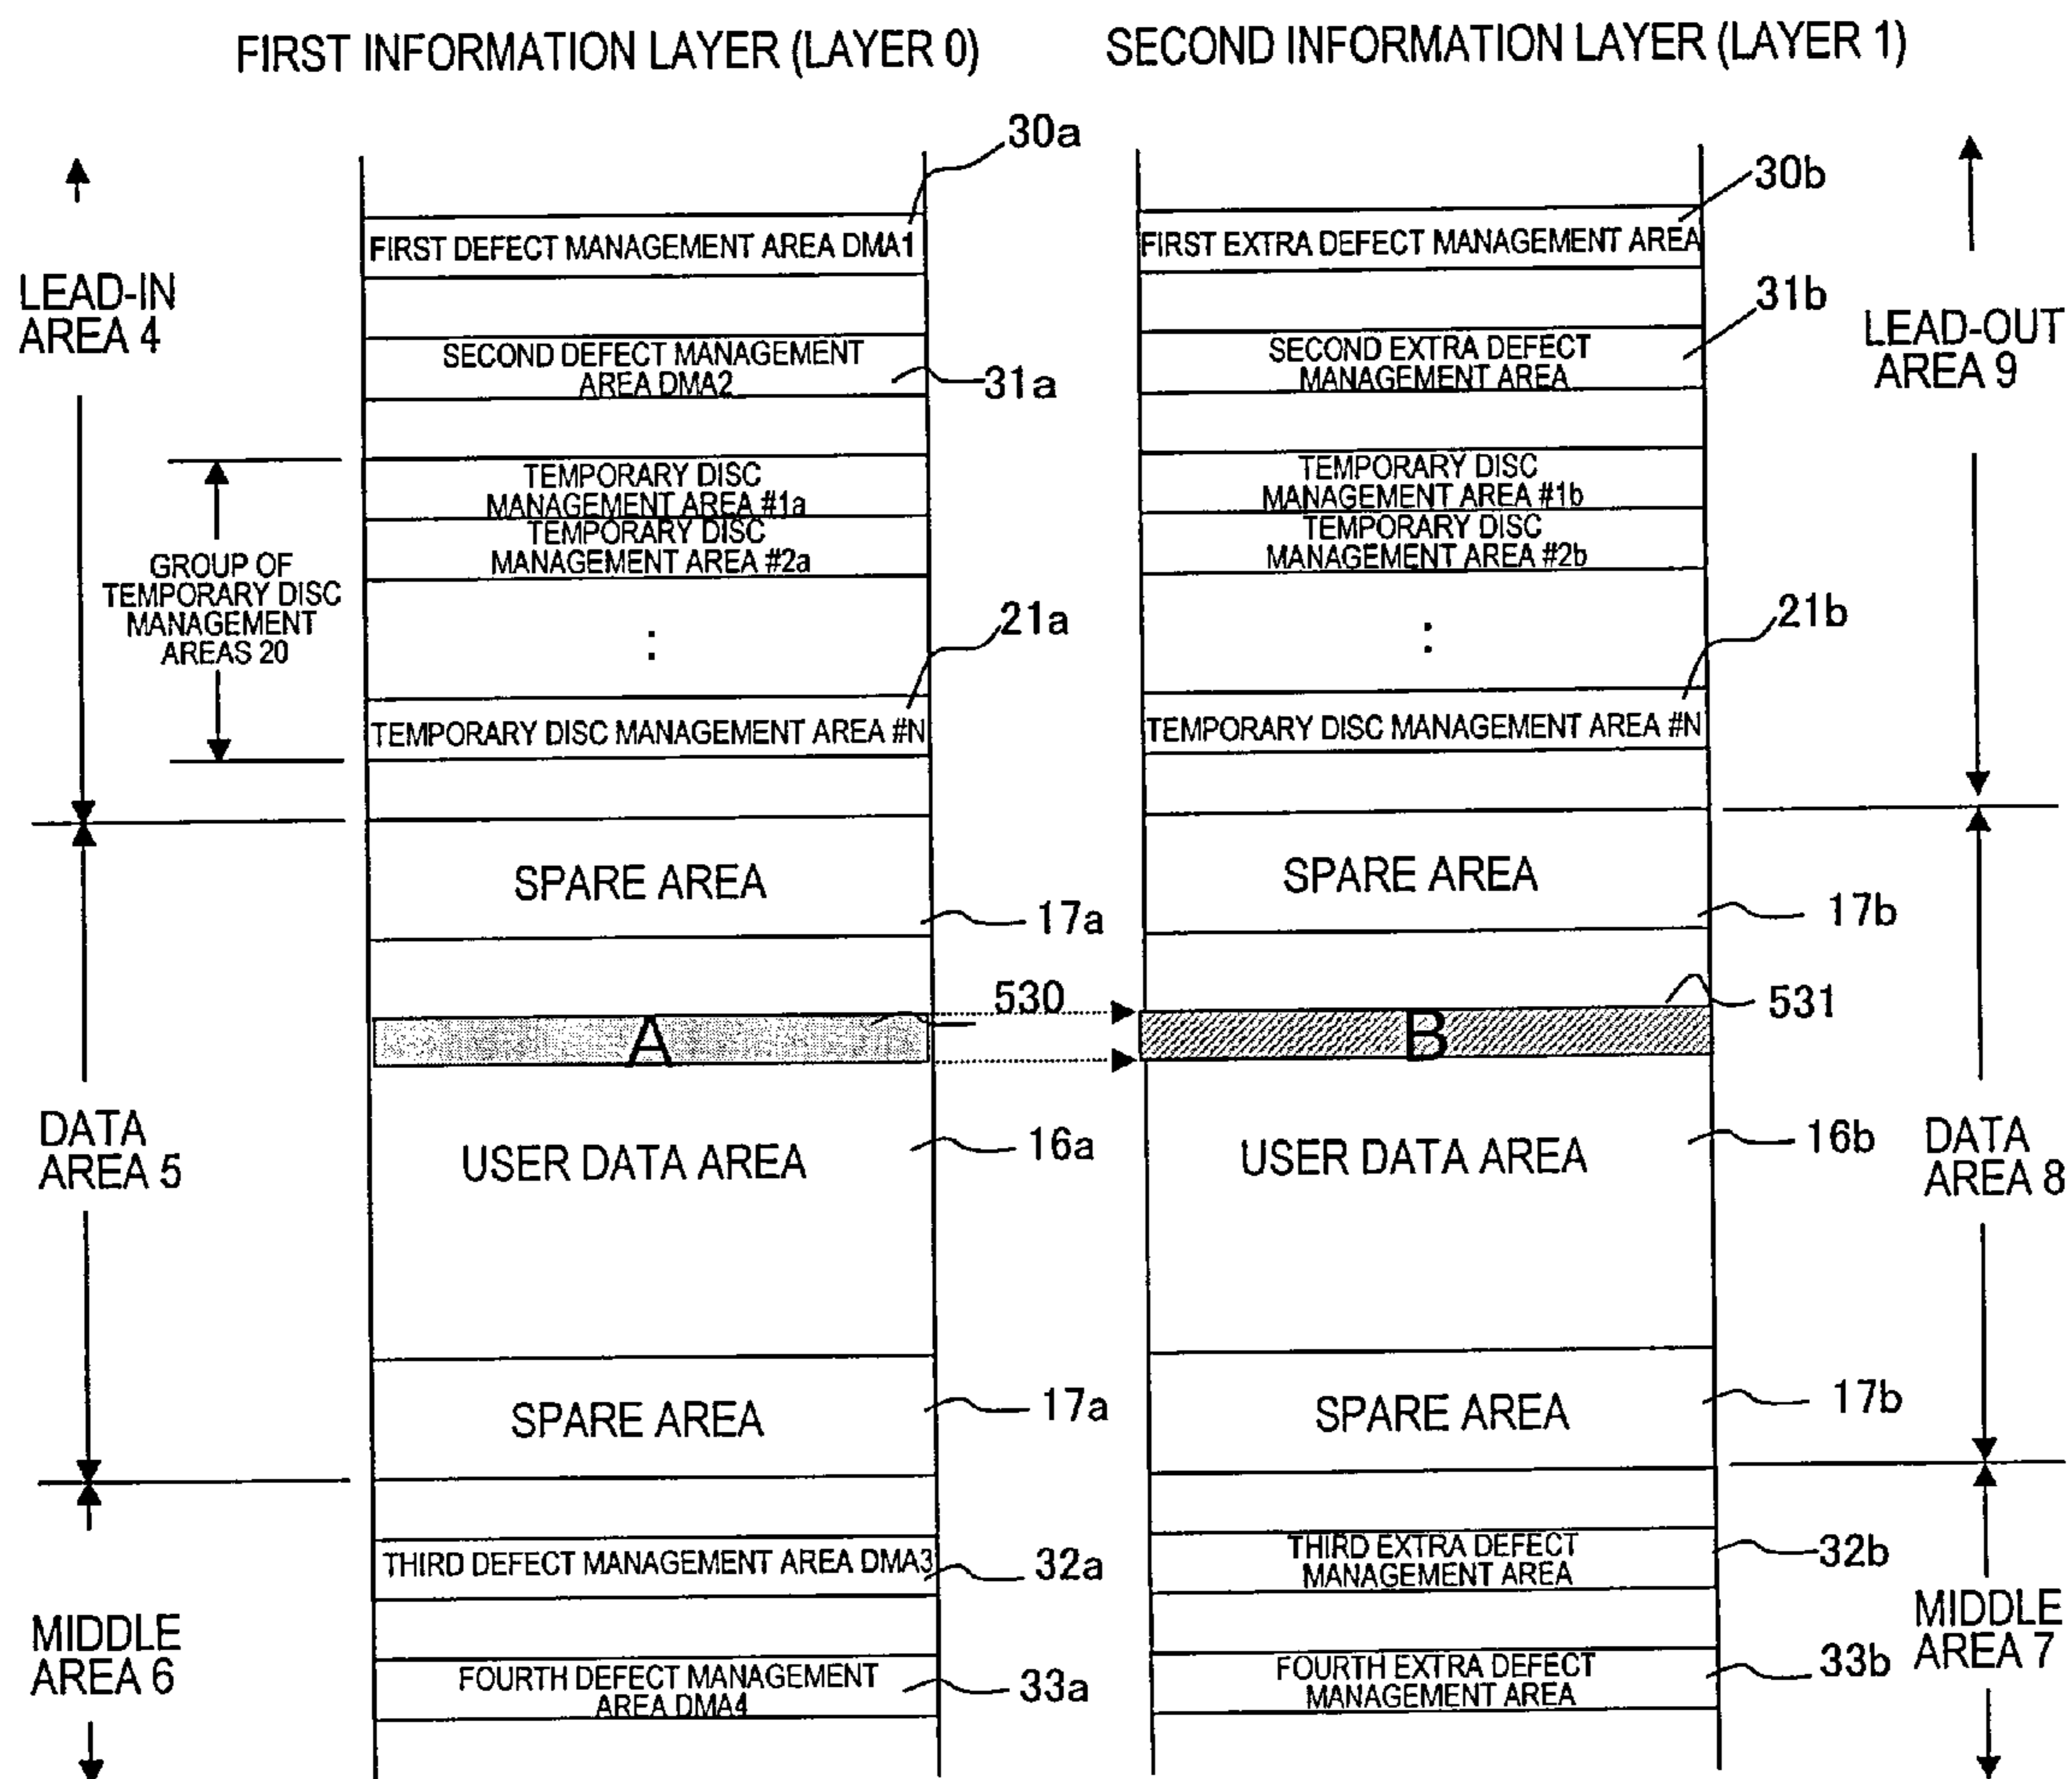 FIRST INFORMATION LAYER (LAYER 0)
SECOND INFORMATION LAYER (LAYER 1)
30a
30b
FIRST DEFECT MANAGEMENT AREA DMA1
FIRST EXTRA DEFECT MANAGEMENT AREA
LEAD-IN
AREA 4
31b
LEAD-OUT
AREA 9
SECOND DEFECT MANAGEMENT
AREA DMA2
31a
SECOND EXTRA DEFECT
MANAGEMENT AREA
TEMPORARY DISC
MANAGEMENT AREA #1a
TEMPORARY DISC
MANAGEMENT AREA #2a
TEMPORARY DISC
MANAGEMENT AREA #1b
TEMPORARY DISC
MANAGEMENT AREA #2b
GROUP OF
TEMPORARY DISC
MANAGEMENT
AREAS 20
:
21a
:
21b
TEMPORARY DISC MANAGEMENT AREA #N
TEMPORARY DISC MANAGEMENT AREA #N
SPARE AREA
17a
SPARE AREA
17b
A
530
B
531
DATA
AREA 5
USER DATA AREA
16a
USER DATA AREA
16b
DATA
AREA 8
SPARE AREA
17a
SPARE AREA
17b
THIRD DEFECT MANAGEMENT AREA DMA3
32a
THIRD EXTRA DEFECT
MANAGEMENT AREA
32b
MIDDLE
AREA 6
MIDDLE
AREA 7
FOURTH DEFECT MANAGEMENT
AREA DMA4
33a
FOURTH EXTRA DEFECT
MANAGEMENT AREA
33b